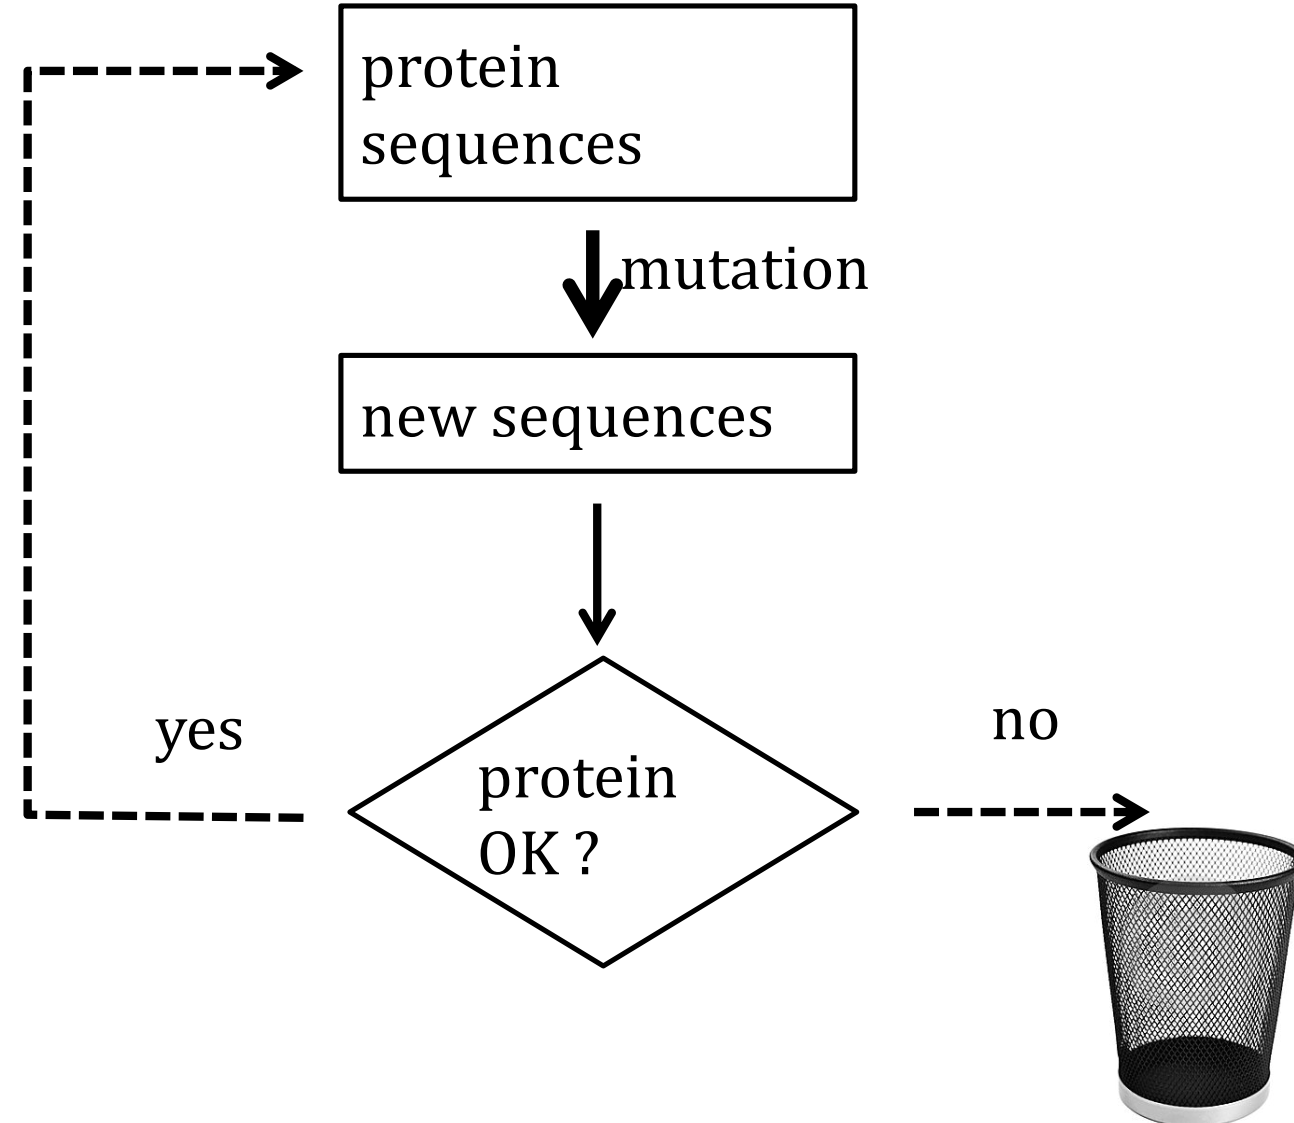 protein
sequences
mutation
new sequences
yes
no
protein
OK ?